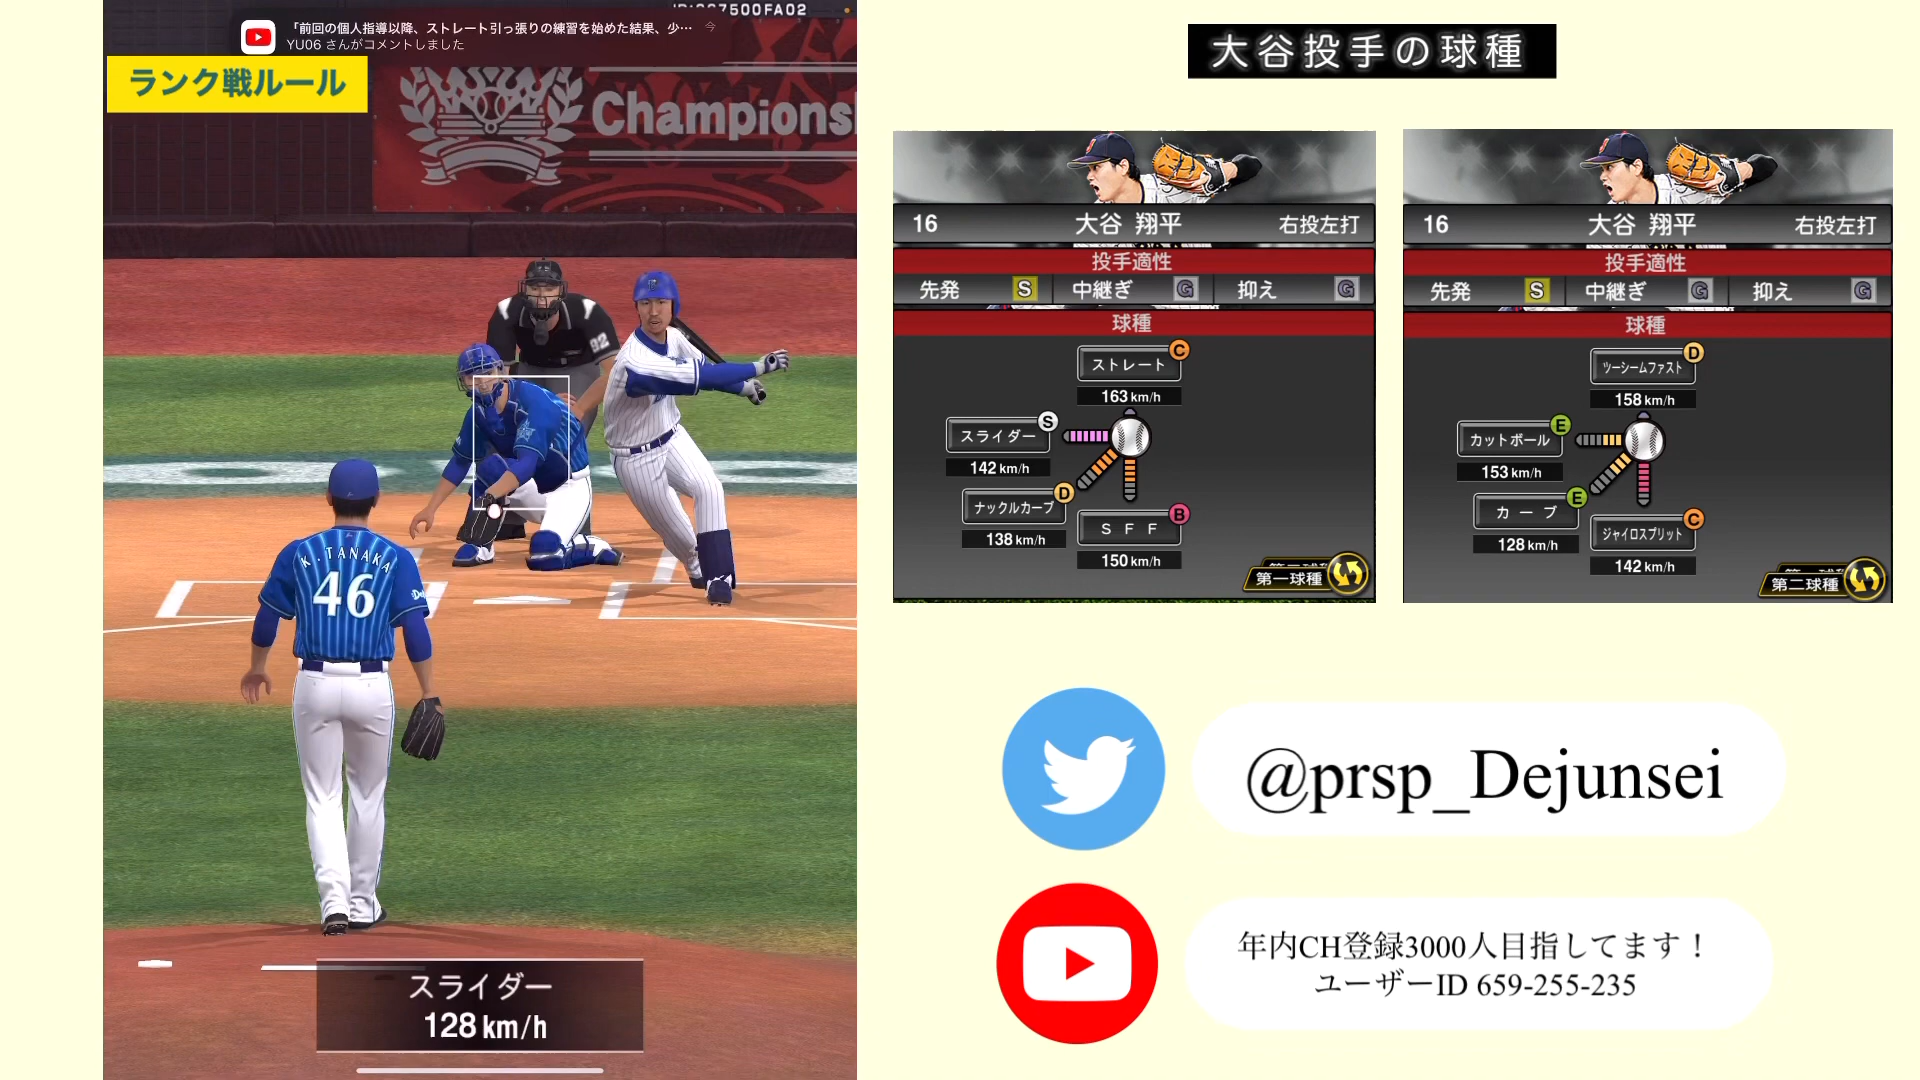 「前回の個人指導以降、ストレート引っ張りの練習を始めた結果、少… 今
YU06 さんがコメントしました
ランク戦ルール
Champions
92
K.TANAKA
46
スライダー
128 km/h
大谷投手の球種
16 大谷 翔平 右投左打
投手適性
先発 S 中継ぎ G 抑え G
球種
ストレート C
163 km/h
スライダー S
142 km/h
ナックルカーブ D
138 km/h
SFF B
150 km/h
第一球種
16 大谷 翔平 右投左打
投手適性
先発 S 中継ぎ G 抑え G
球種
ツーシームファスト D
158 km/h
カットボール E
153 km/h
カーブ E
128 km/h
ジャイロスプリット C
142 km/h
第二球種
@prsp_Dejunsei
年内CH登録3000人目指してます！
ユーザーID 659-255-235